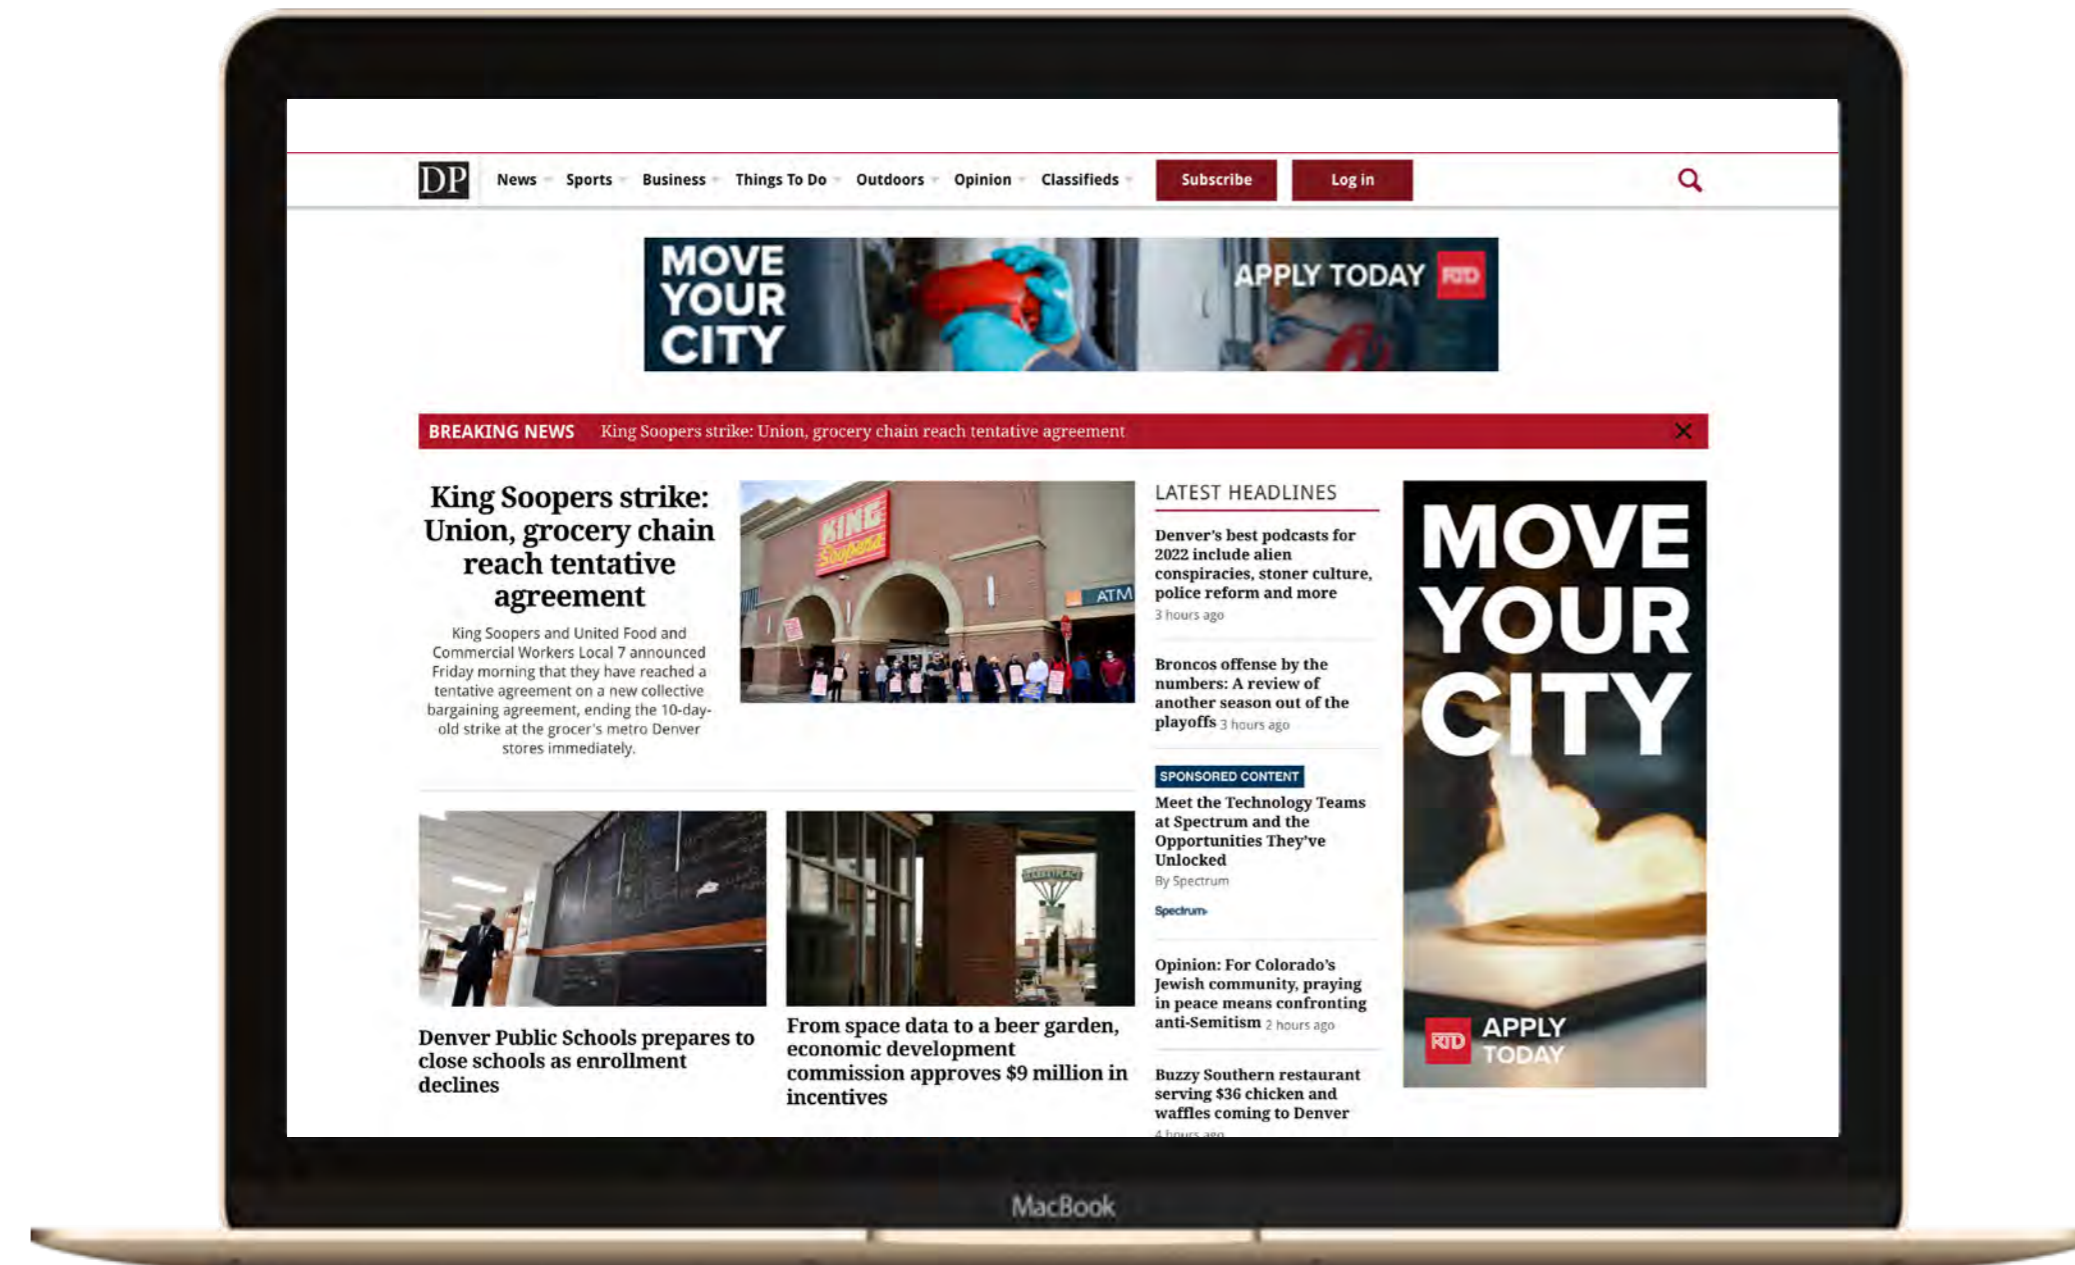 DP
News Sports Business Things To Do Outdoors Opinion Classifieds Subscribe Log in
MOVE
YOUR
CITY
APPLY TODAY RTD
BREAKING NEWS King Soopers strike: Union, grocery chain reach tentative agreement
King Soopers strike:
Union, grocery chain
reach tentative
agreement
King Soopers and United Food and
Commercial Workers Local 7 announced
Friday morning that they have reached a
tentative agreement on a new collective
bargaining agreement, ending the 10-day-
old strike at the grocer's metro Denver
stores immediately.
KING
Soopers
ATM
LATEST HEADLINES
Denver's best podcasts for
2022 include alien
conspiracies, stoner culture,
police reform and more
3 hours ago
Broncos offense by the
numbers: A review of
another season out of the
playoffs 3 hours ago
SPONSORED CONTENT
Meet the Technology Teams
at Spectrum and the
Opportunities They've
Unlocked
By Spectrum
Spectrum
Opinion: For Colorado's
Jewish community, praying
in peace means confronting
anti-Semitism 2 hours ago
Buzzy Southern restaurant
serving $36 chicken and
waffles coming to Denver
4 hours ago
MOVE
YOUR
CITY
RTD
APPLY
TODAY
MARKETPLACE
Denver Public Schools prepares to
close schools as enrollment
declines
From space data to a beer garden,
economic development
commission approves $9 million in
incentives
MacBook